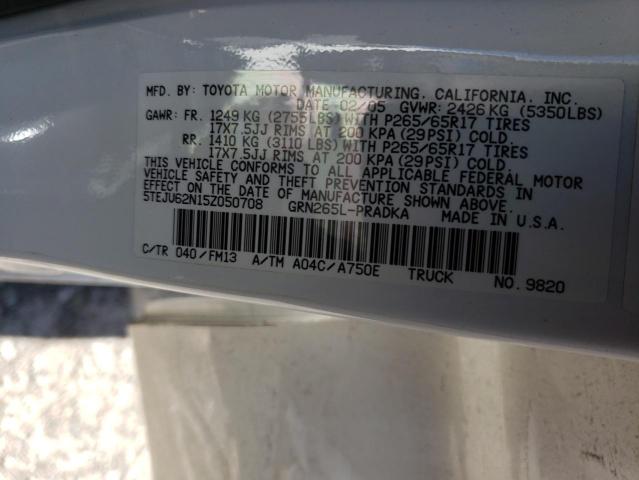 MFD. BY: TOYOTA MOTOR MANUFACTURING, CALIFORNIA, INC.
DATE 02/05 GVWR: 2426 KG (5350LBS)
GAWR: FR. 1249 KG (2755LBS) WITH P265/65R17 TIRES
17X7.5JJ RIMS AT 200 KPA (29PSI) COLD
RR. 1410 KG (3110LBS) WITH P265/65R17 TIRES
17X7.5JJ RIMS AT 200 KPA (29PSI) COLD
THIS VEHICLE CONFORMS TO ALL APPLICABLE FEDERAL MOTOR
VEHICLE SAFETY AND THEFT PREVENTION STANDARDS IN
EFFECT ON THE DATE OF MANUFACTURE SHOWN ABOVE.
5TEJU62N15Z050708 GRN265L-PRADKA MADE IN U.S.A.
C/TR 040/FM13 A/TM A04C/A750E TRUCK NO. 9820